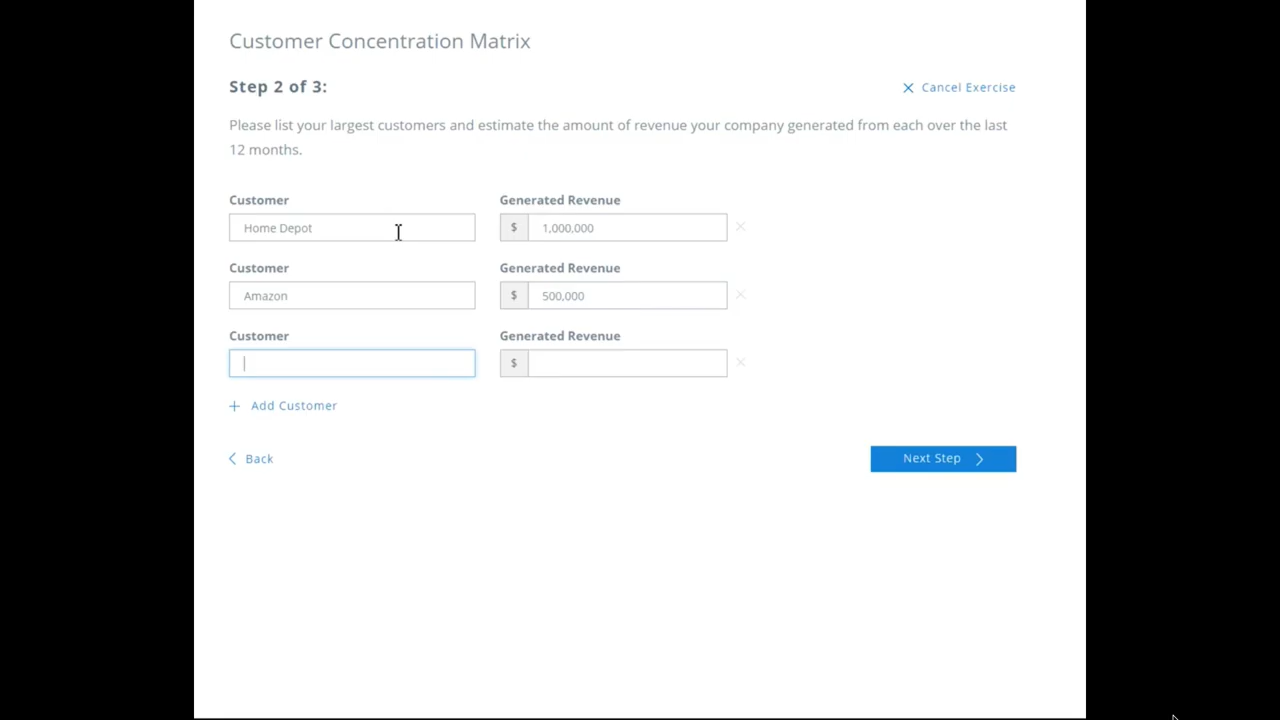 Customer Concentration Matrix
Step 2 of 3:
Cancel Exercise
Please list your largest customers and estimate the amount of revenue your company generated from each over the last
12 months.
Customer Generated Revenue
Home Depot $ 1,000,000
Customer Generated Revenue
Amazon $ 500,000
Customer Generated Revenue
$
Add Customer
Back Next Step